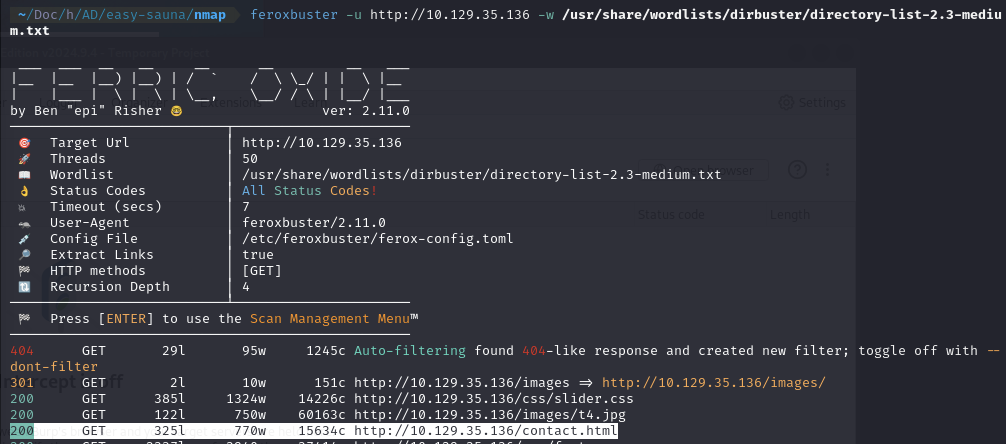 ~/Doc/h/AD/easy-sauna/nmap feroxbuster -u http://10.129.35.136 -w /usr/share/wordlists/dirbuster/directory-list-2.3-mediu
m.txt
FERRIC OXIDE
by Ben "epi" Risher 🤓 ver: 2.11.0
🎯 Target Url │ http://10.129.35.136
🚀 Threads │ 50
📖 Wordlist │ /usr/share/wordlists/dirbuster/directory-list-2.3-medium.txt
👌 Status Codes │ All Status Codes!
💥 Timeout (secs) │ 7
🦡 User-Agent │ feroxbuster/2.11.0
💉 Config File │ /etc/feroxbuster/ferox-config.toml
🔎 Extract Links │ true
🏁 HTTP methods │ [GET]
🔃 Recursion Depth │ 4
🏁 Press [ENTER] to use the Scan Management Menu™
404 GET 29l 95w 1245c Auto-filtering found 404-like response and created new filter; toggle off with --
dont-filter
301 GET 2l 10w 151c http://10.129.35.136/images => http://10.129.35.136/images/
200 GET 385l 1324w 14226c http://10.129.35.136/css/slider.css
200 GET 122l 750w 60163c http://10.129.35.136/images/t4.jpg
200 GET 325l 770w 15634c http://10.129.35.136/contact.html
Settings
Status code Length